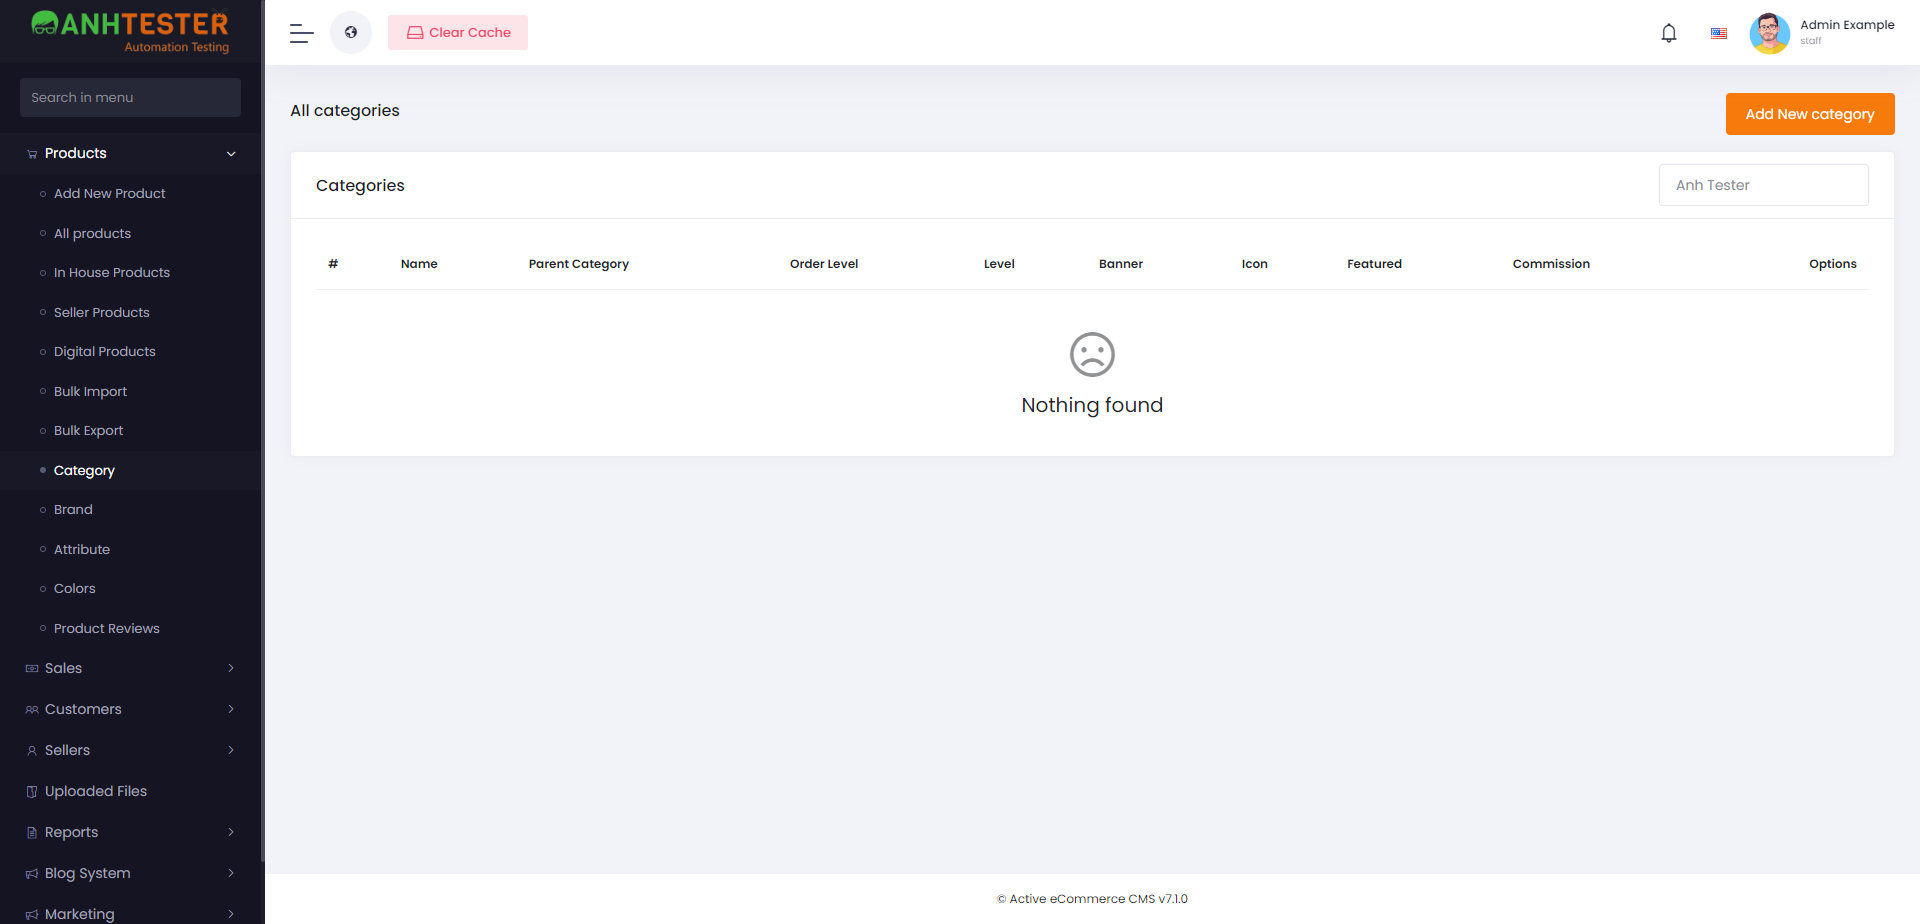 ANHTESTER
Automation Testing
Search in menu
Products
Add New Product
All products
In House Products
Seller Products
Digital Products
Bulk Import
Bulk Export
Category
Brand
Attribute
Colors
Product Reviews
Sales
Customers
Sellers
Uploaded Files
Reports
Blog System
Marketing
Clear Cache
Admin Example
staff
All categories
Add New category
Categories
Anh Tester
# Name Parent Category Order Level Level Banner Icon Featured Commission Options
Nothing found
© Active eCommerce CMS v7.1.0